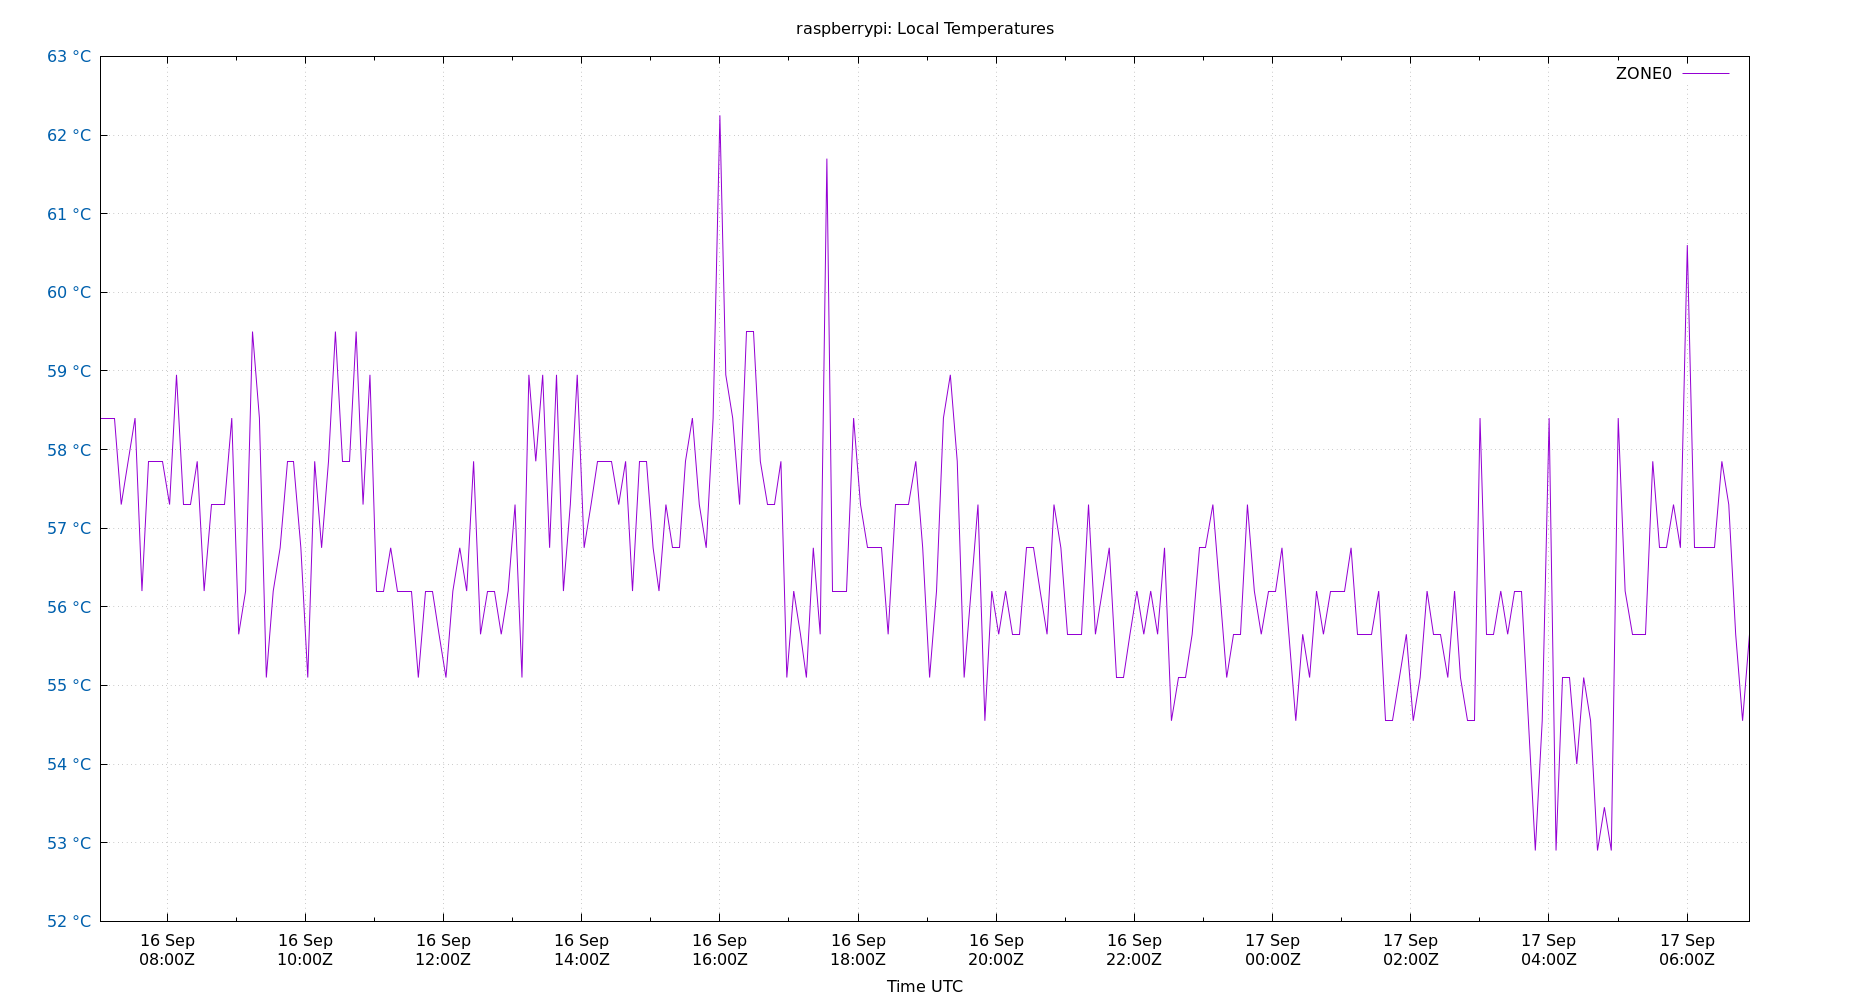 raspberrypi: Local Temperatures
63 °C
ZONE0
62 °C
61 °C
60 °C
59 °C
58 °C
57 °C
56 °C
55 °C
54 °C
53 °C
52 °C
16 Sep 16 Sep 16 Sep 16 Sep 16 Sep 16 Sep 16 Sep 16 Sep 17 Sep 17 Sep 17 Sep 17 Sep
08:00Z 10:00Z 12:00Z 14:00Z 16:00Z 18:00Z 20:00Z 22:00Z 00:00Z 02:00Z 04:00Z 06:00Z
Time UTC